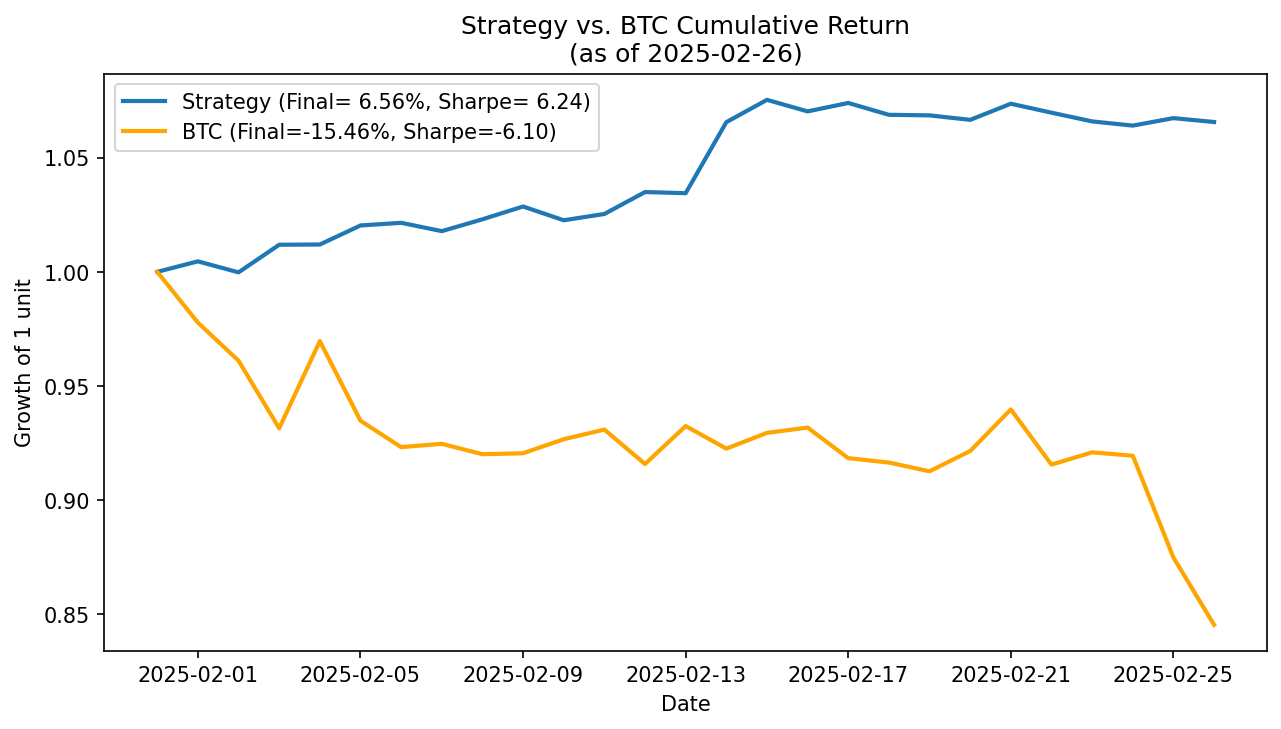 Strategy vs. BTC Cumulative Return
(as of 2025-02-26)
Strategy (Final= 6.56%, Sharpe= 6.24)
BTC (Final=-15.46%, Sharpe=-6.10)
Growth of 1 unit
1.05
1.00
0.95
0.90
0.85
2025-02-01
2025-02-05
2025-02-09
2025-02-13
2025-02-17
2025-02-21
2025-02-25
Date